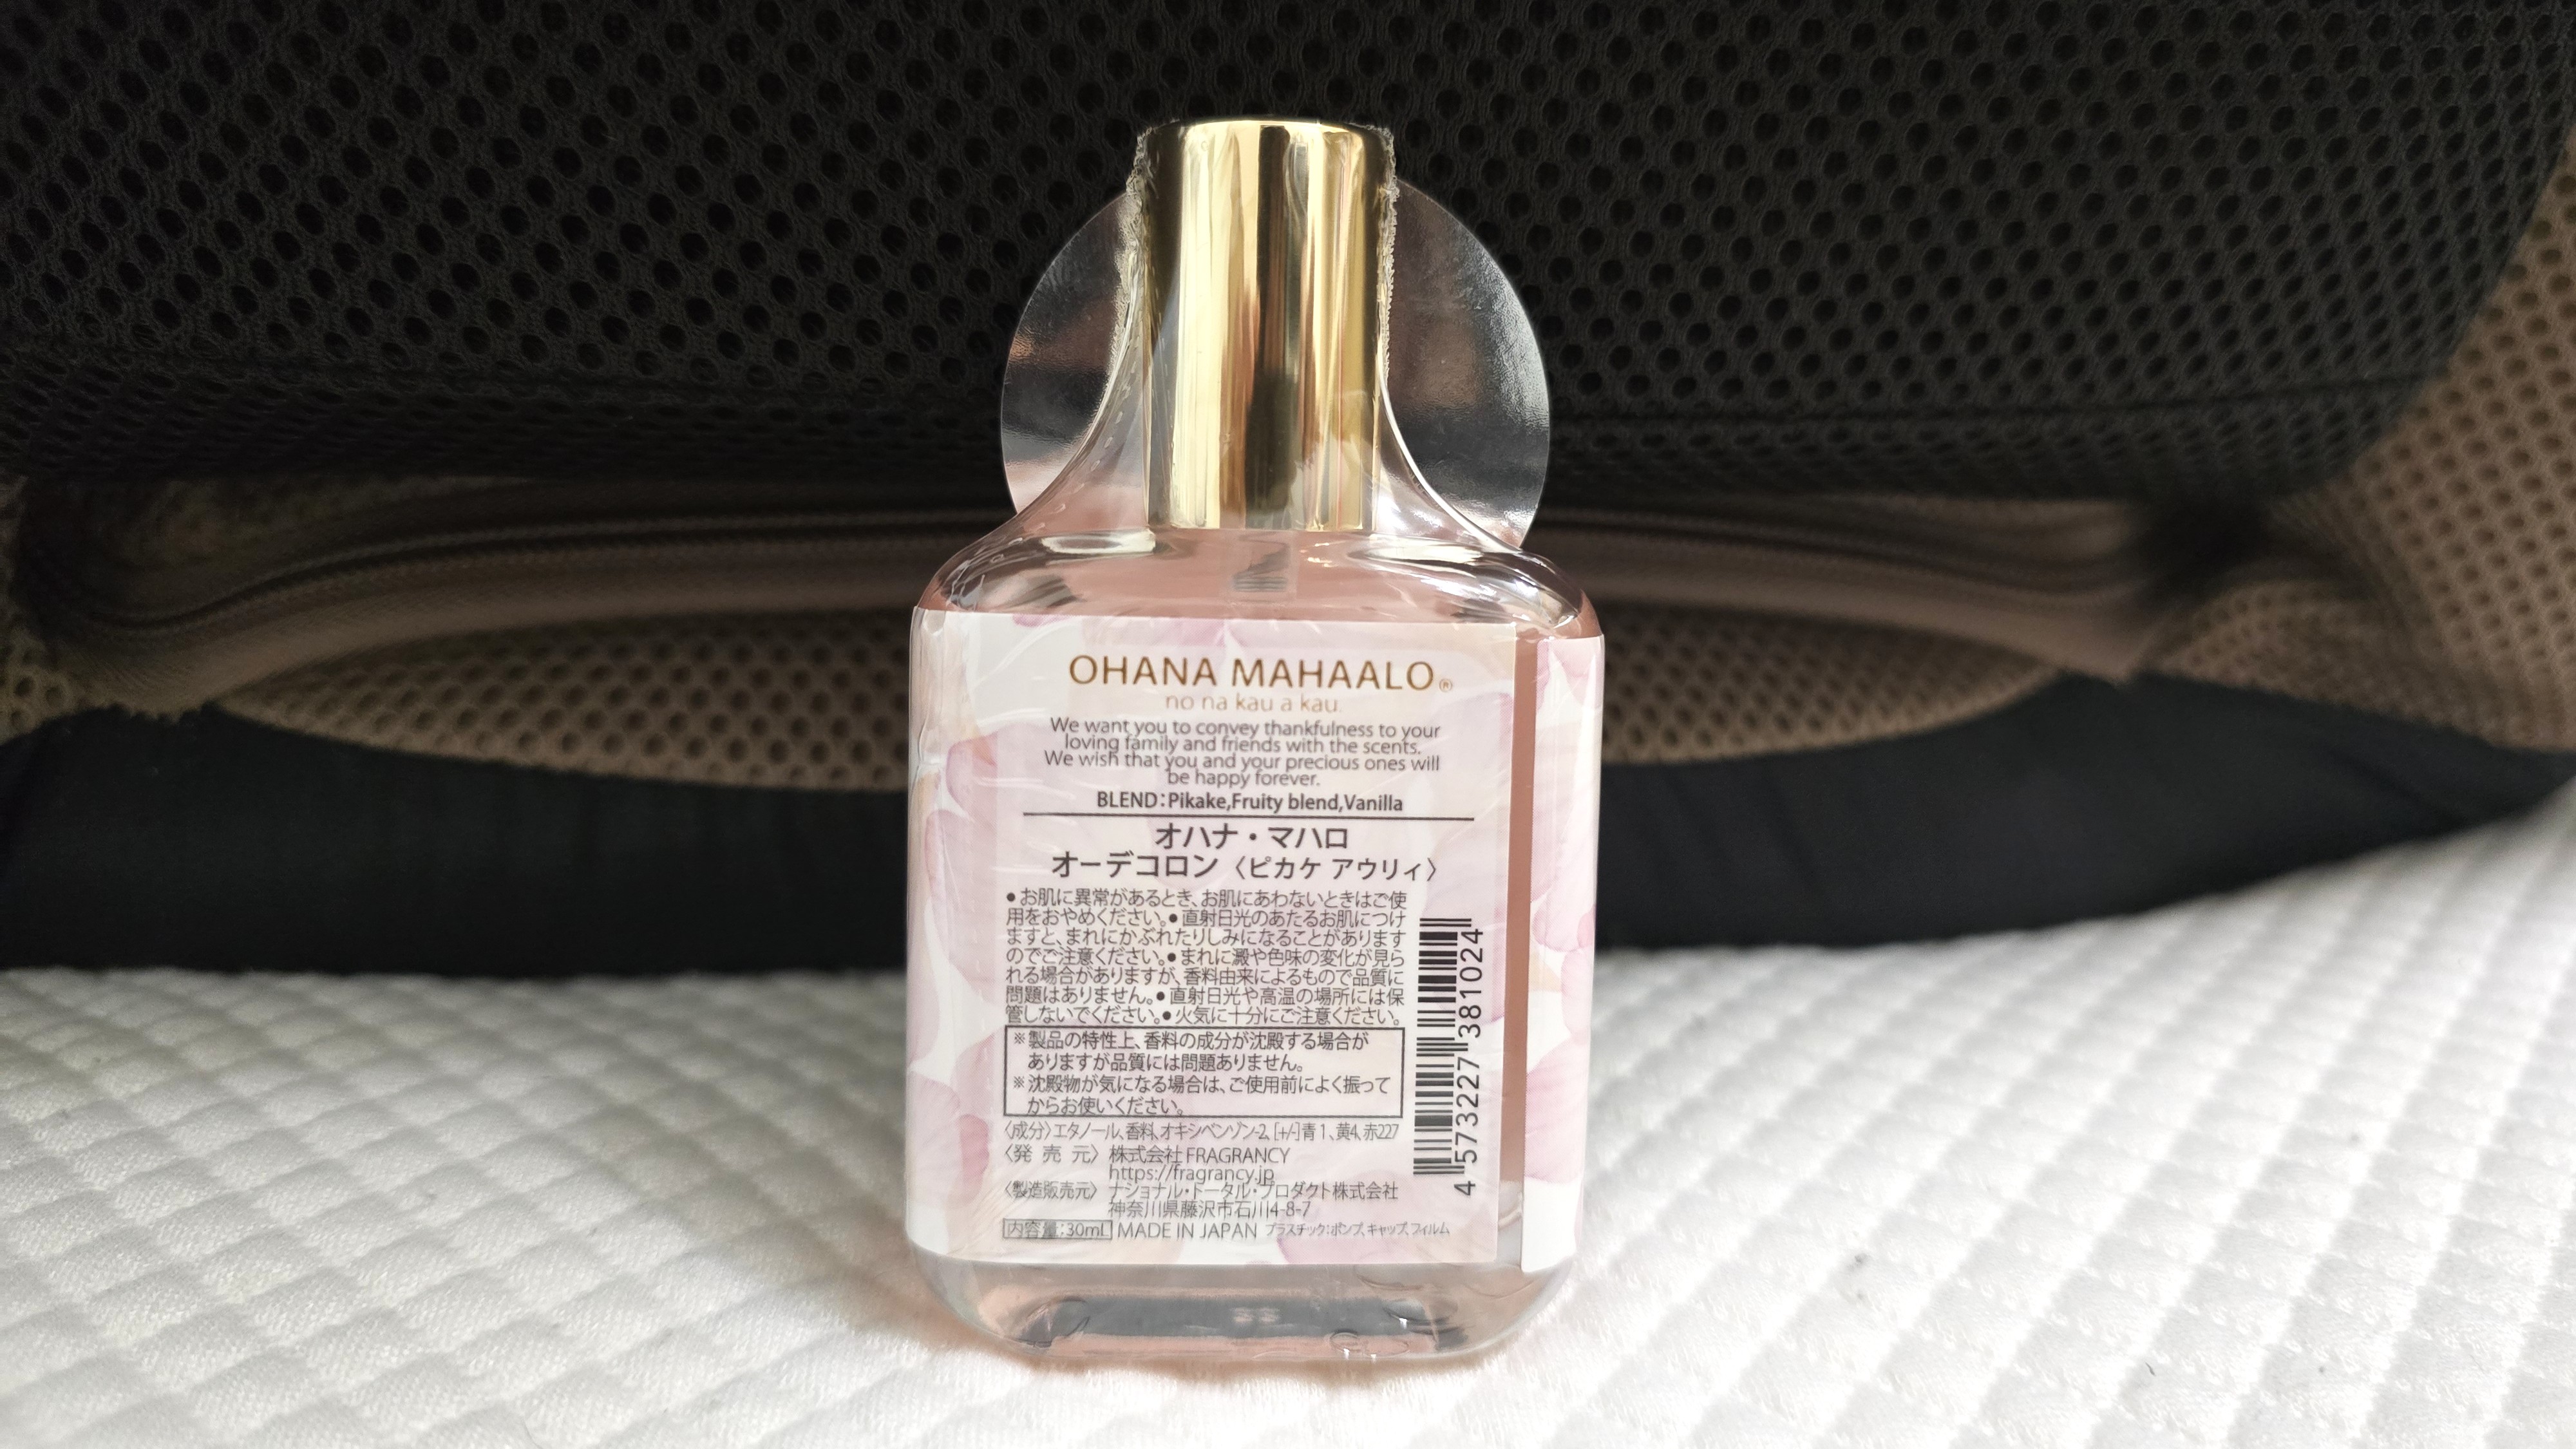 OHANA MAHAALO®
no na kau a kau.
We want you to convey thankfulness to your
loving family and friends with the scents.
We wish that you and your precious ones will
be happy forever.
BLEND:Pikake,Fruity blend,Vanilla
オハナ・マハロ
オーデコロン〈ピカケ アウリィ〉
●お肌に異常があるとき、お肌にあわないときはご使
用をおやめください。●直射日光のあたるお肌につけ
ますと、まれにかぶれたりしみになることがあります
のでご注意ください。●まれに澱や色味の変化が見ら
れる場合がありますが、香料由来によるもので品質に
問題はありません。●直射日光や高温の場所には保
管しないでください。●火気に十分にご注意ください。
※製品の特性上、香料の成分が沈殿する場合が
ありますが品質には問題ありません。
※沈殿物が気になる場合は、ご使用前によく振って
からお使いください。
〈成分〉エタノール、香料、オキシベンゾン-2、[+/-]青1、黄4、赤227
〈発売元〉株式会社 FRAGRANCY
https://fragrancy.jp
〈製造販売元〉ナショナル・トータル・プロダクト株式会社
神奈川県藤沢市石川4-8-7
内容量:30mL MADE IN JAPAN プラスチック:ポンプ、キャップ、フィルム
4 573227 381024